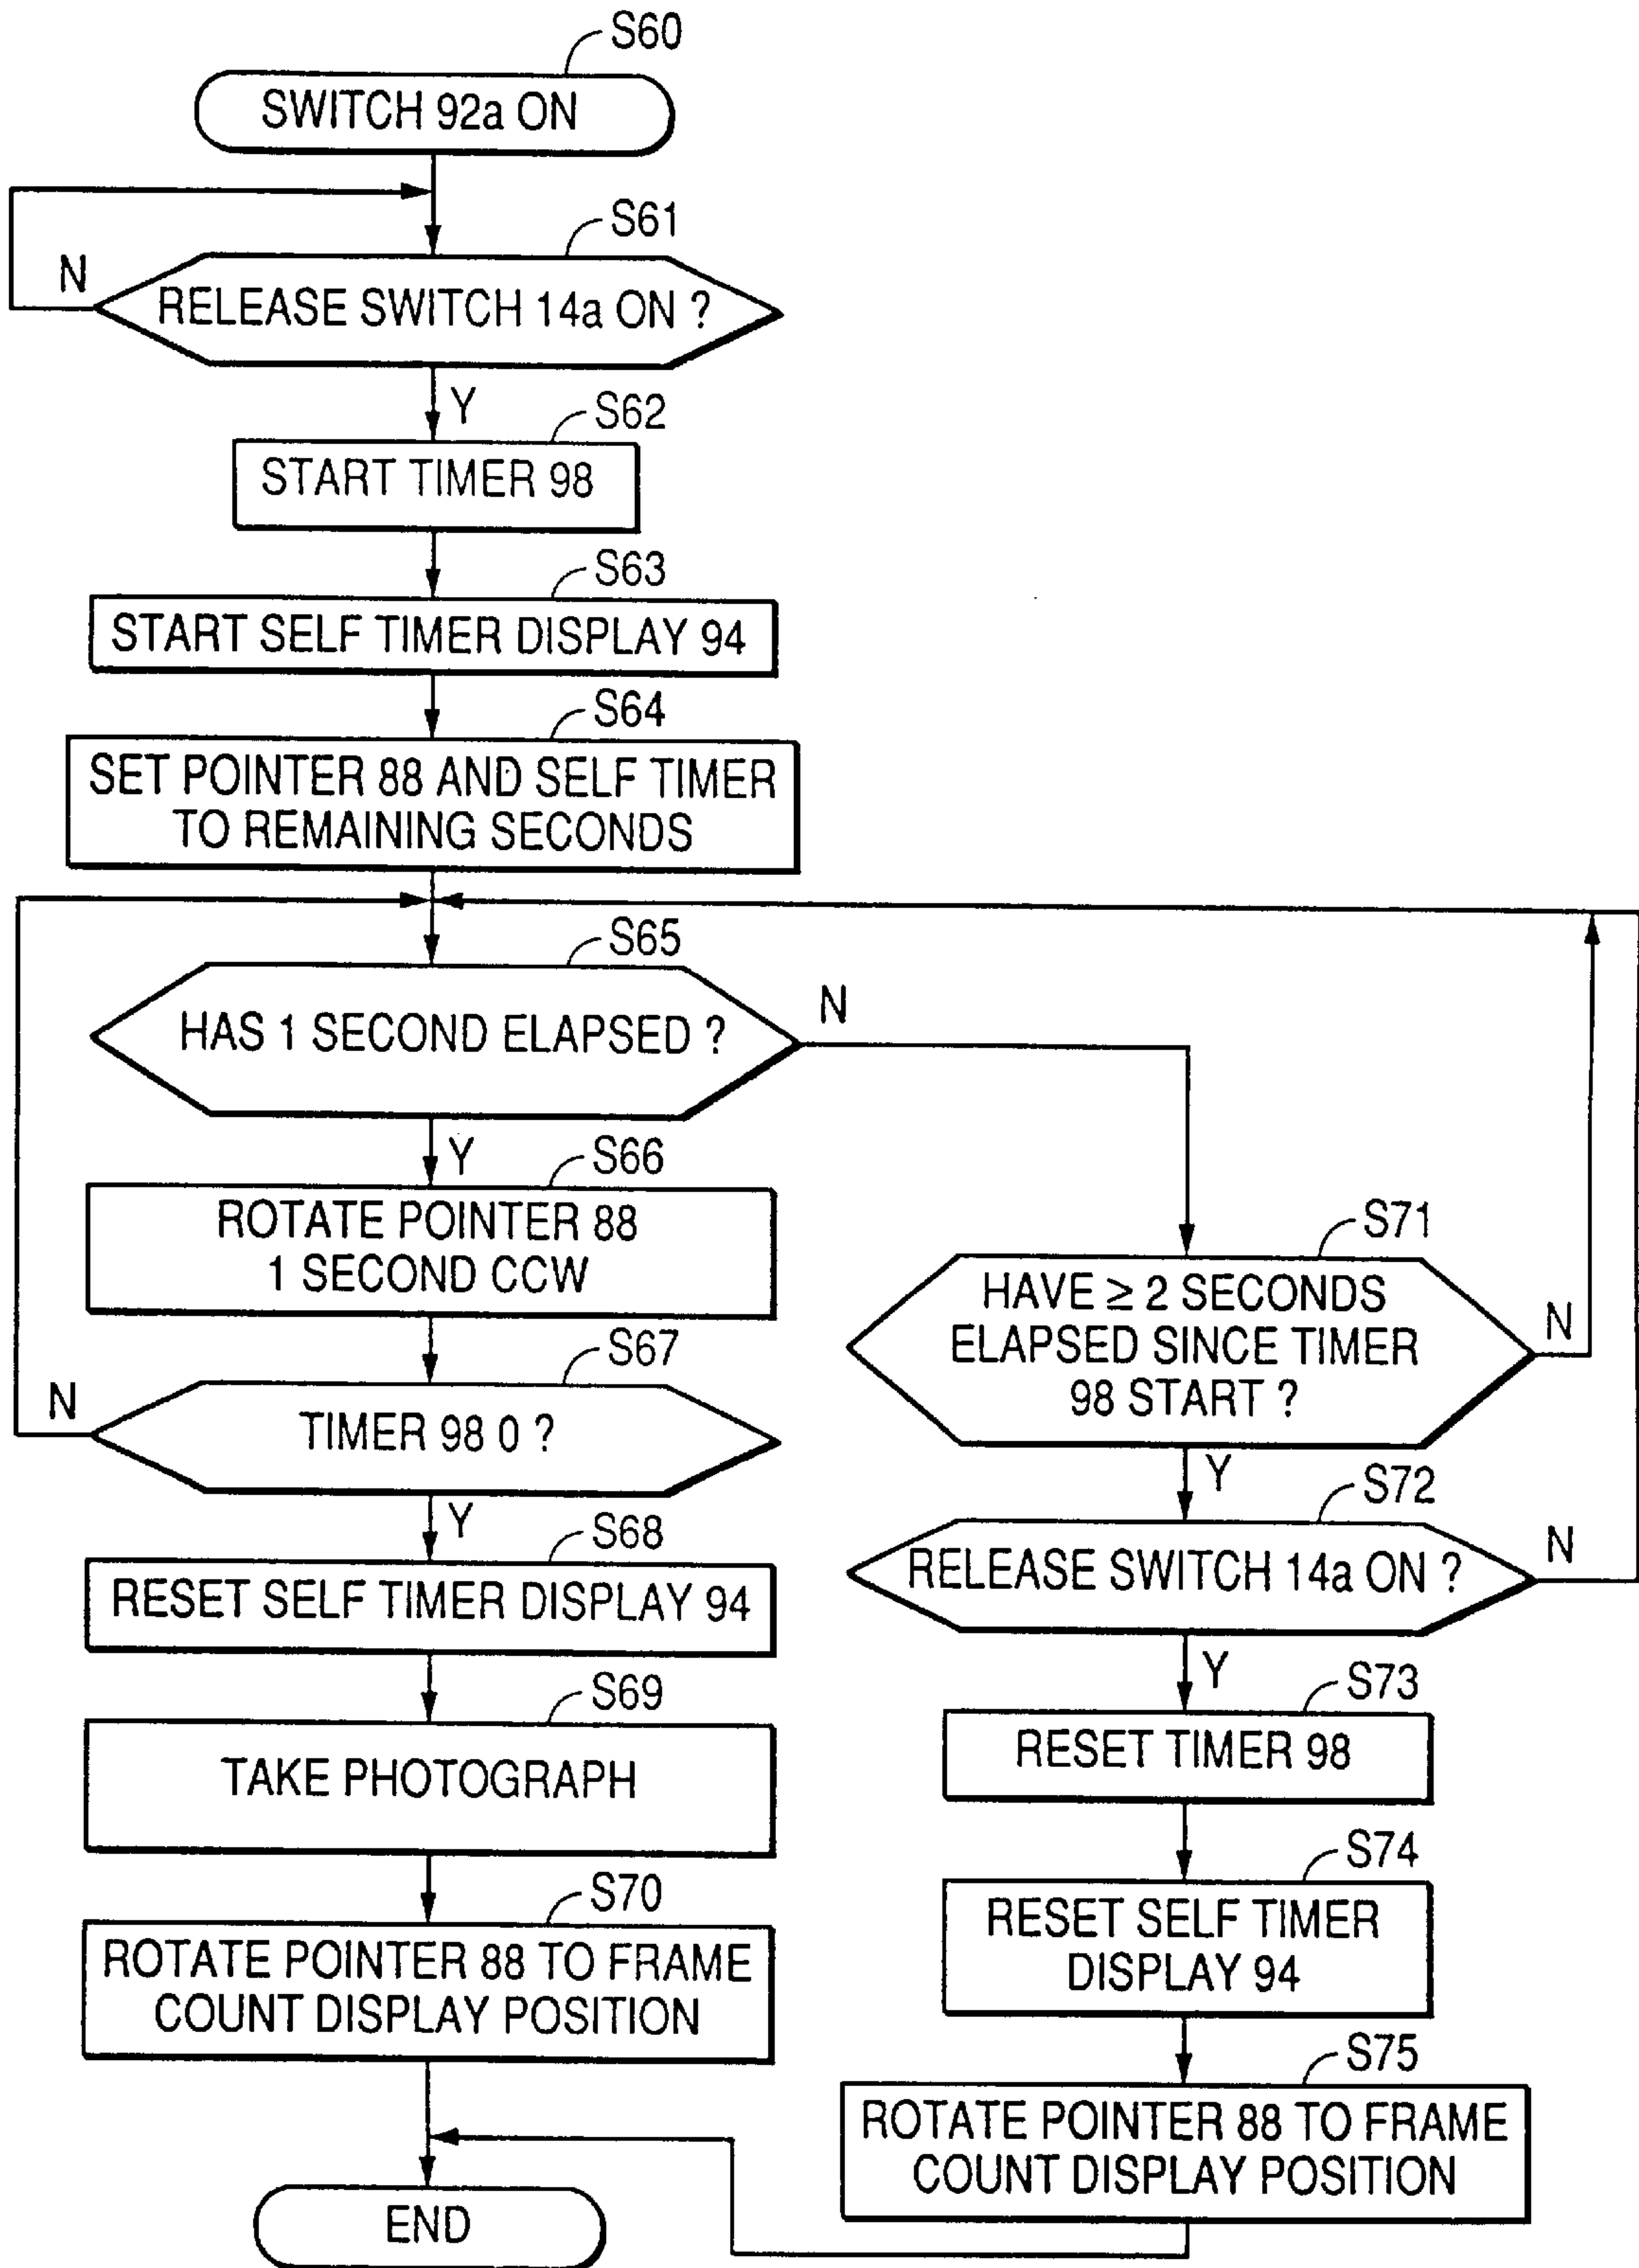 S60
SWITCH 92a ON
S61
N
RELEASE SWITCH 14a ON ?
Y
S62
START TIMER 98
S63
START SELF TIMER DISPLAY 94
S64
SET POINTER 88 AND SELF TIMER
TO REMAINING SECONDS
S65
HAS 1 SECOND ELAPSED ?
N
Y
S66
ROTATE POINTER 88
1 SECOND CCW
S67
N
TIMER 98 0 ?
Y
S68
RESET SELF TIMER DISPLAY 94
S69
TAKE PHOTOGRAPH
S70
ROTATE POINTER 88 TO FRAME
COUNT DISPLAY POSITION
END
S71
HAVE ≥ 2 SECONDS
ELAPSED SINCE TIMER
98 START ?
N
Y
S72
RELEASE SWITCH 14a ON ?
N
Y
S73
RESET TIMER 98
S74
RESET SELF TIMER
DISPLAY 94
S75
ROTATE POINTER 88 TO FRAME
COUNT DISPLAY POSITION